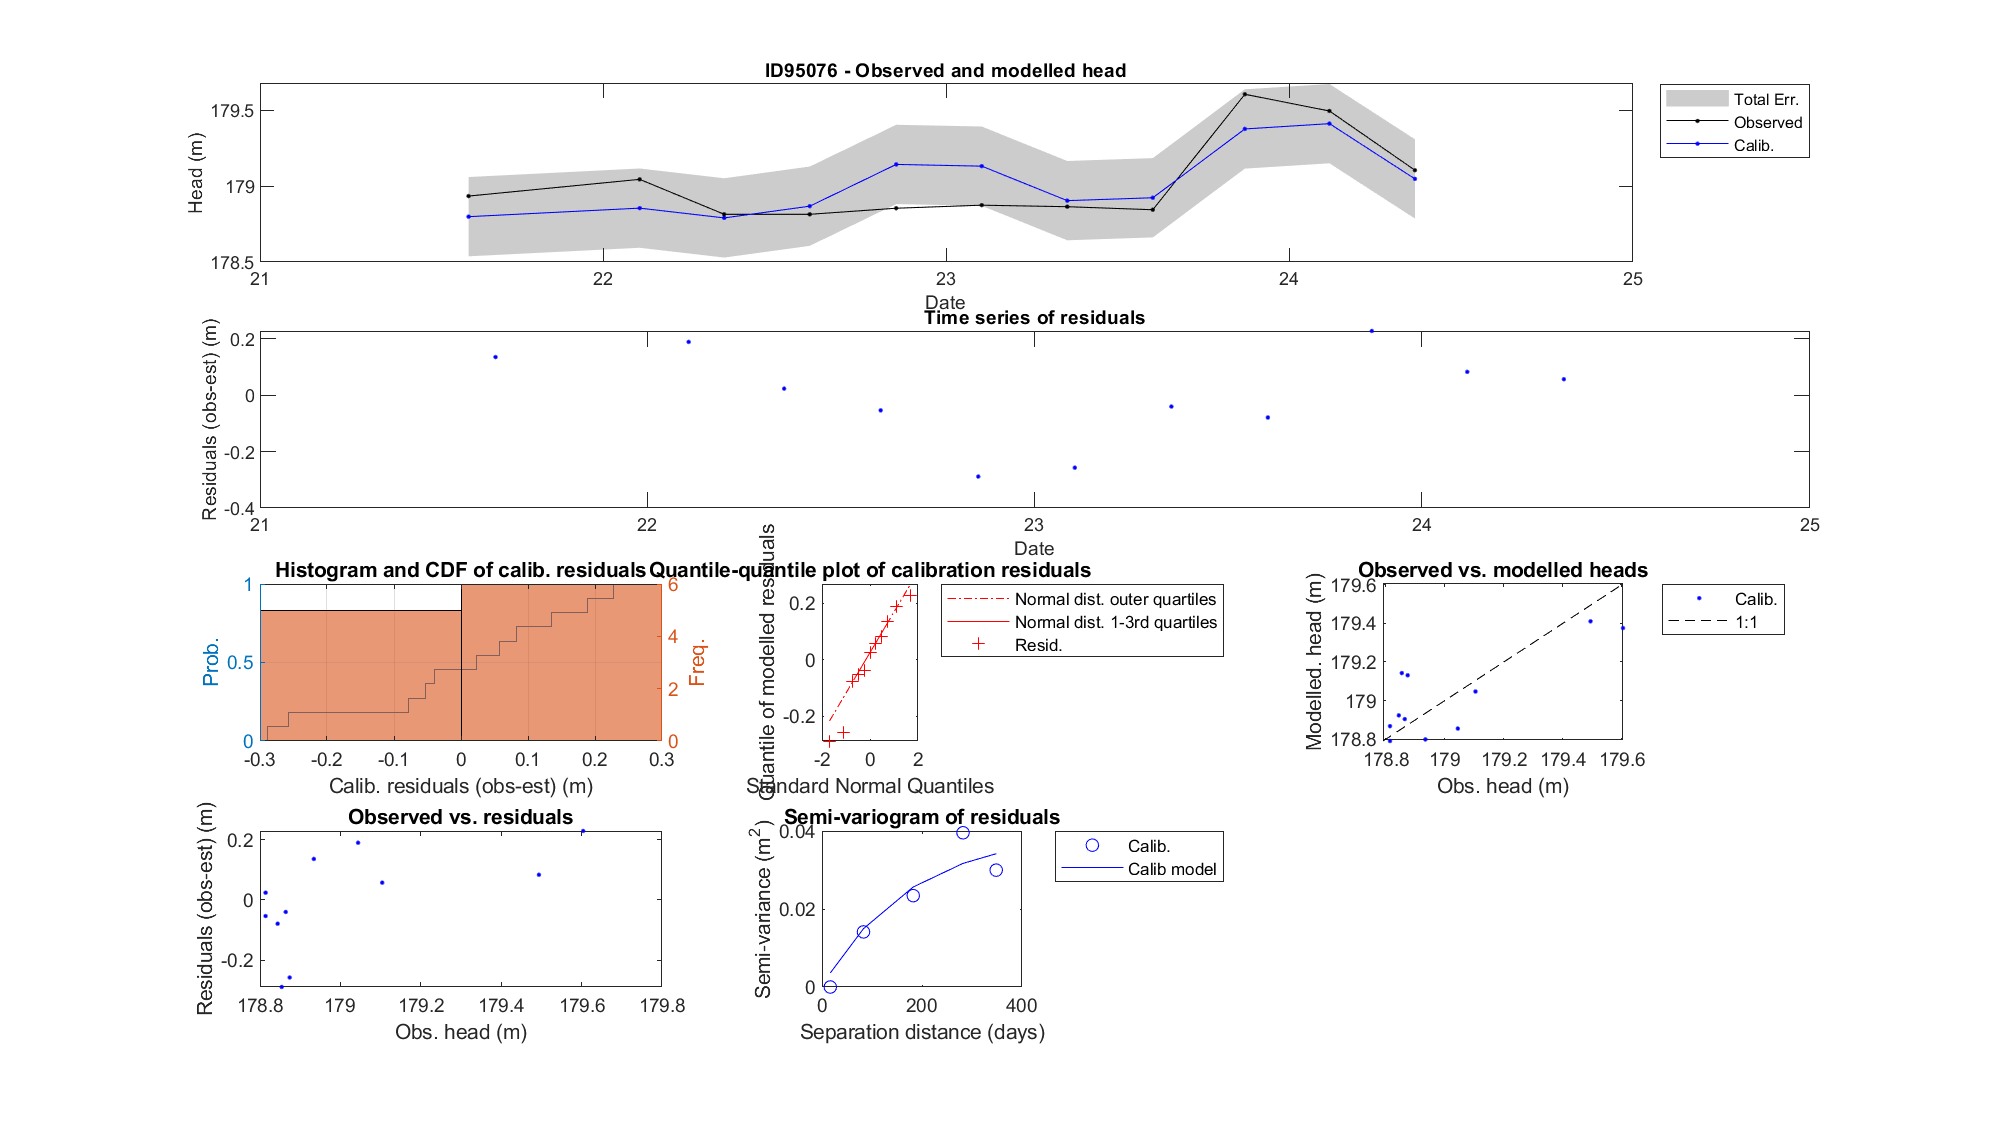 ID95076 - Observed and modelled head
Head (m)
179.5
179
178.5
21
22
23
24
25
Date
Total Err.
Observed
Calib.
Time series of residuals
Residuals (obs-est) (m)
0.2
0
-0.2
-0.4
21
22
23
24
25
Date
Histogram and CDF of calib. residuals
Prob.
1
0.5
0
Freq.
6
4
2
0
-0.3
-0.2
-0.1
0
0.1
0.2
0.3
Calib. residuals (obs-est) (m)
Quantile-quantile plot of calibration residuals
Quantile of modelled residuals
0.2
0
-0.2
-2
0
2
Standard Normal Quantiles
Normal dist. outer quartiles
Normal dist. 1-3rd quartiles
Resid.
Observed vs. modelled heads
Modelled. head (m)
179.6
179.4
179.2
179
178.8
178.8
179
179.2
179.4
179.6
Obs. head (m)
Calib.
1:1
Observed vs. residuals
Residuals (obs-est) (m)
0.2
0
-0.2
178.8
179
179.2
179.4
179.6
179.8
Obs. head (m)
Semi-variogram of residuals
Semi-variance (m²)
0.04
0.02
0
0
200
400
Separation distance (days)
Calib.
Calib model